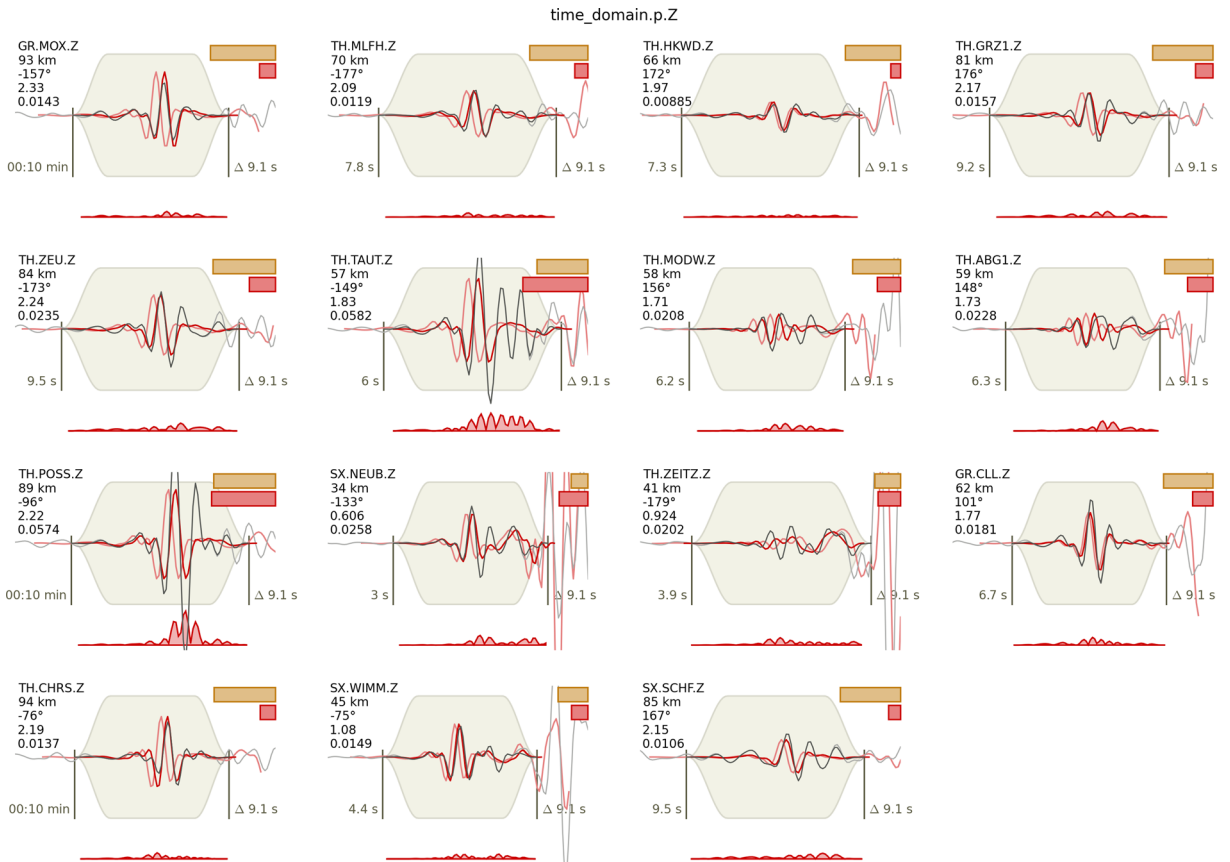 time_domain.p.Z
GR.MOX.Z
93 km
-157°
2.33
0.0143
00:10 min
Δ 9.1 s
TH.MLFH.Z
70 km
-177°
2.09
0.0119
7.8 s
Δ 9.1 s
TH.HKWD.Z
66 km
172°
1.97
0.00885
7.3 s
Δ 9.1 s
TH.GRZ1.Z
81 km
176°
2.17
0.0157
9.2 s
Δ 9.1 s
TH.ZEU.Z
84 km
-173°
2.24
0.0235
9.5 s
Δ 9.1 s
TH.TAUT.Z
57 km
-149°
1.83
0.0582
6 s
Δ 9.1 s
TH.MODW.Z
58 km
156°
1.71
0.0208
6.2 s
Δ 9.1 s
TH.ABG1.Z
59 km
148°
1.73
0.0228
6.3 s
Δ 9.1 s
TH.POSS.Z
89 km
-96°
2.22
0.0574
00:10 min
Δ 9.1 s
SX.NEUB.Z
34 km
-133°
0.606
0.0258
3 s
Δ 9.1 s
TH.ZEITZ.Z
41 km
-179°
0.924
0.0202
3.9 s
Δ 9.1 s
GR.CLL.Z
62 km
101°
1.77
0.0181
6.7 s
Δ 9.1 s
TH.CHRS.Z
94 km
-76°
2.19
0.0137
00:10 min
Δ 9.1 s
SX.WIMM.Z
45 km
-75°
1.08
0.0149
4.4 s
Δ 9.1 s
SX.SCHF.Z
85 km
167°
2.15
0.0106
9.5 s
Δ 9.1 s